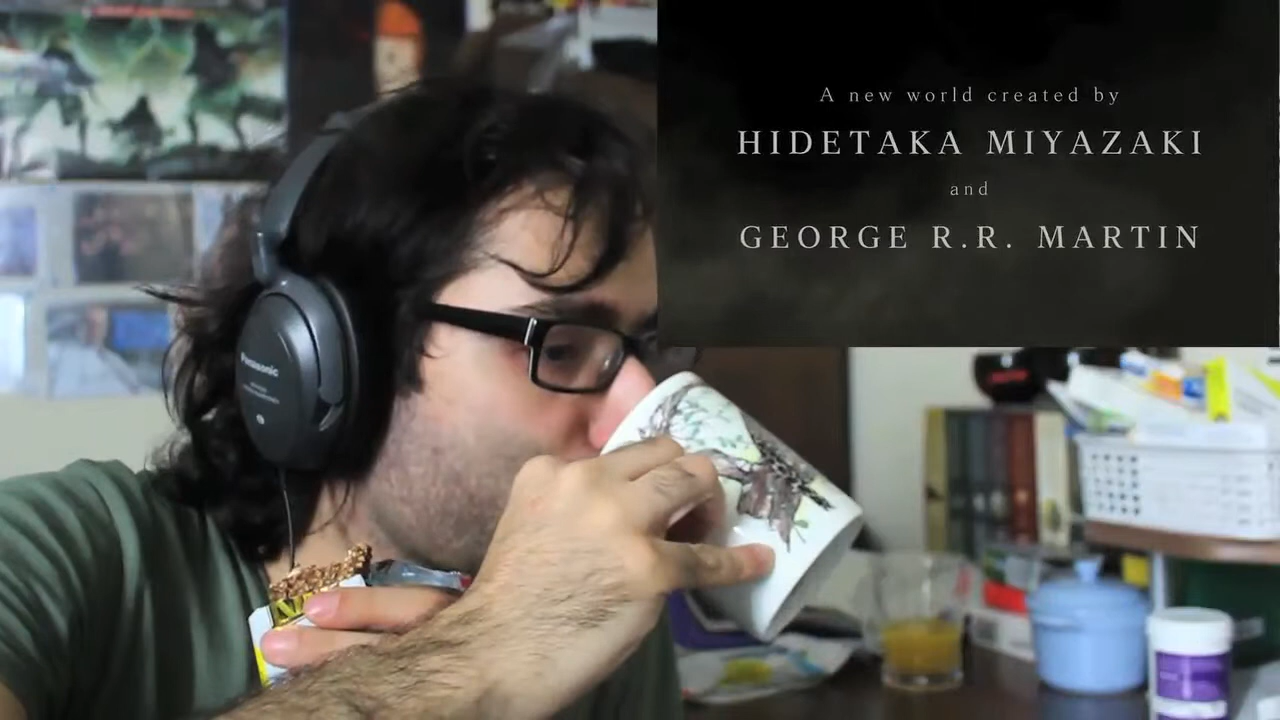 A new world created by
HIDETAKA MIYAZAKI
and
GEORGE R.R. MARTIN
Panasonic